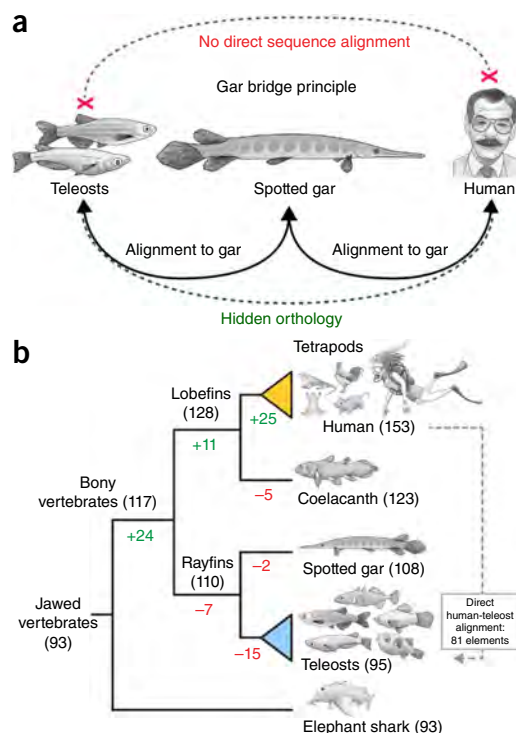 a
No direct sequence alignment
Gar bridge principle
Teleosts
Spotted gar
Human
Alignment to gar
Alignment to gar
Hidden orthology
b
Tetrapods
Lobefins
(128)
+25
Human (153)
+11
Bony
vertebrates (117)
–5
Coelacanth (123)
+24
Rayfins
(110)
–2
Spotted gar (108)
–7
Jawed
vertebrates
(93)
Direct
human-teleost
alignment:
81 elements
–15
Teleosts (95)
Elephant shark (93)